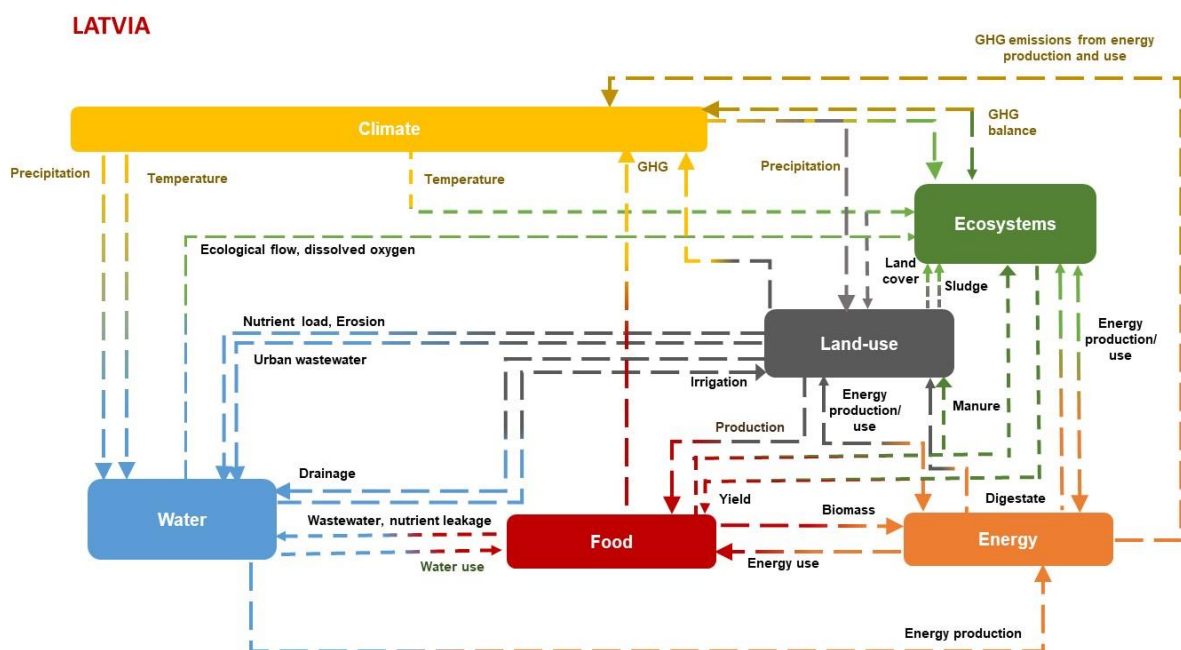 LATVIA
GHG emissions from energy
production and use
Climate
GHG
balance
Precipitation
Temperature
Temperature
GHG
Precipitation
Ecosystems
Ecological flow, dissolved oxygen
Land
cover
Sludge
Nutrient load, Erosion
Land-use
Energy
production/
use
Urban wastewater
Irrigation
Energy
production/
use
Manure
Production
Drainage
Water
Yield
Biomass
Digestate
Wastewater, nutrient leakage
Food
Energy
Water use
Energy use
Energy production